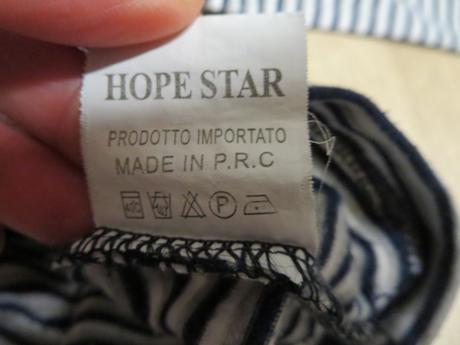 HOPE STAR
PRODOTTO IMPORTATO
MADE IN P.R.C
P